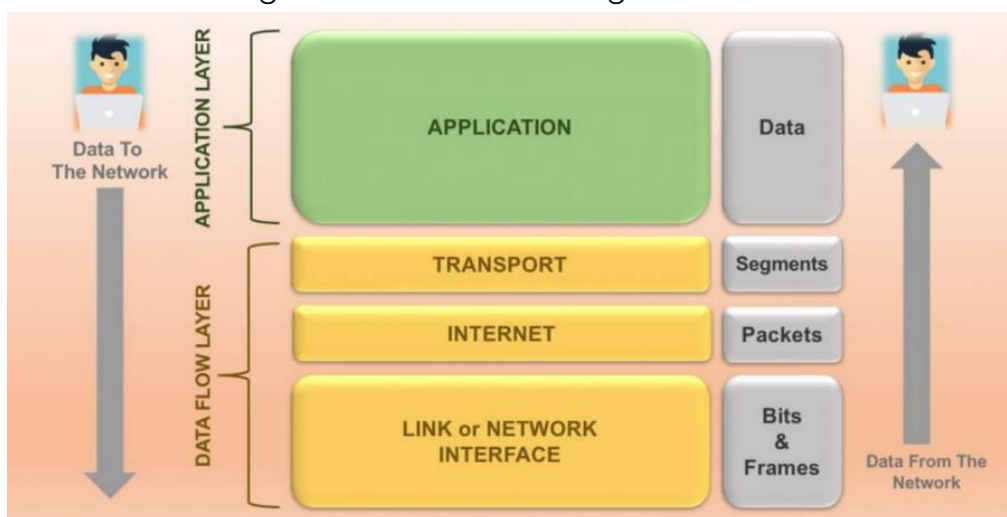 Data To
The Network
APPLICATION LAYER
APPLICATION
Data
DATA FLOW LAYER
TRANSPORT
Segments
INTERNET
Packets
LINK or NETWORK
INTERFACE
Bits
&
Frames
Data From The
Network